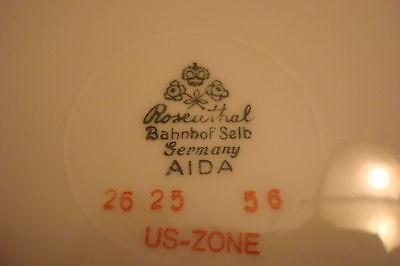 Rosenthal
Bahnhof Selb
Germany
AIDA
26 25 56
US-ZONE